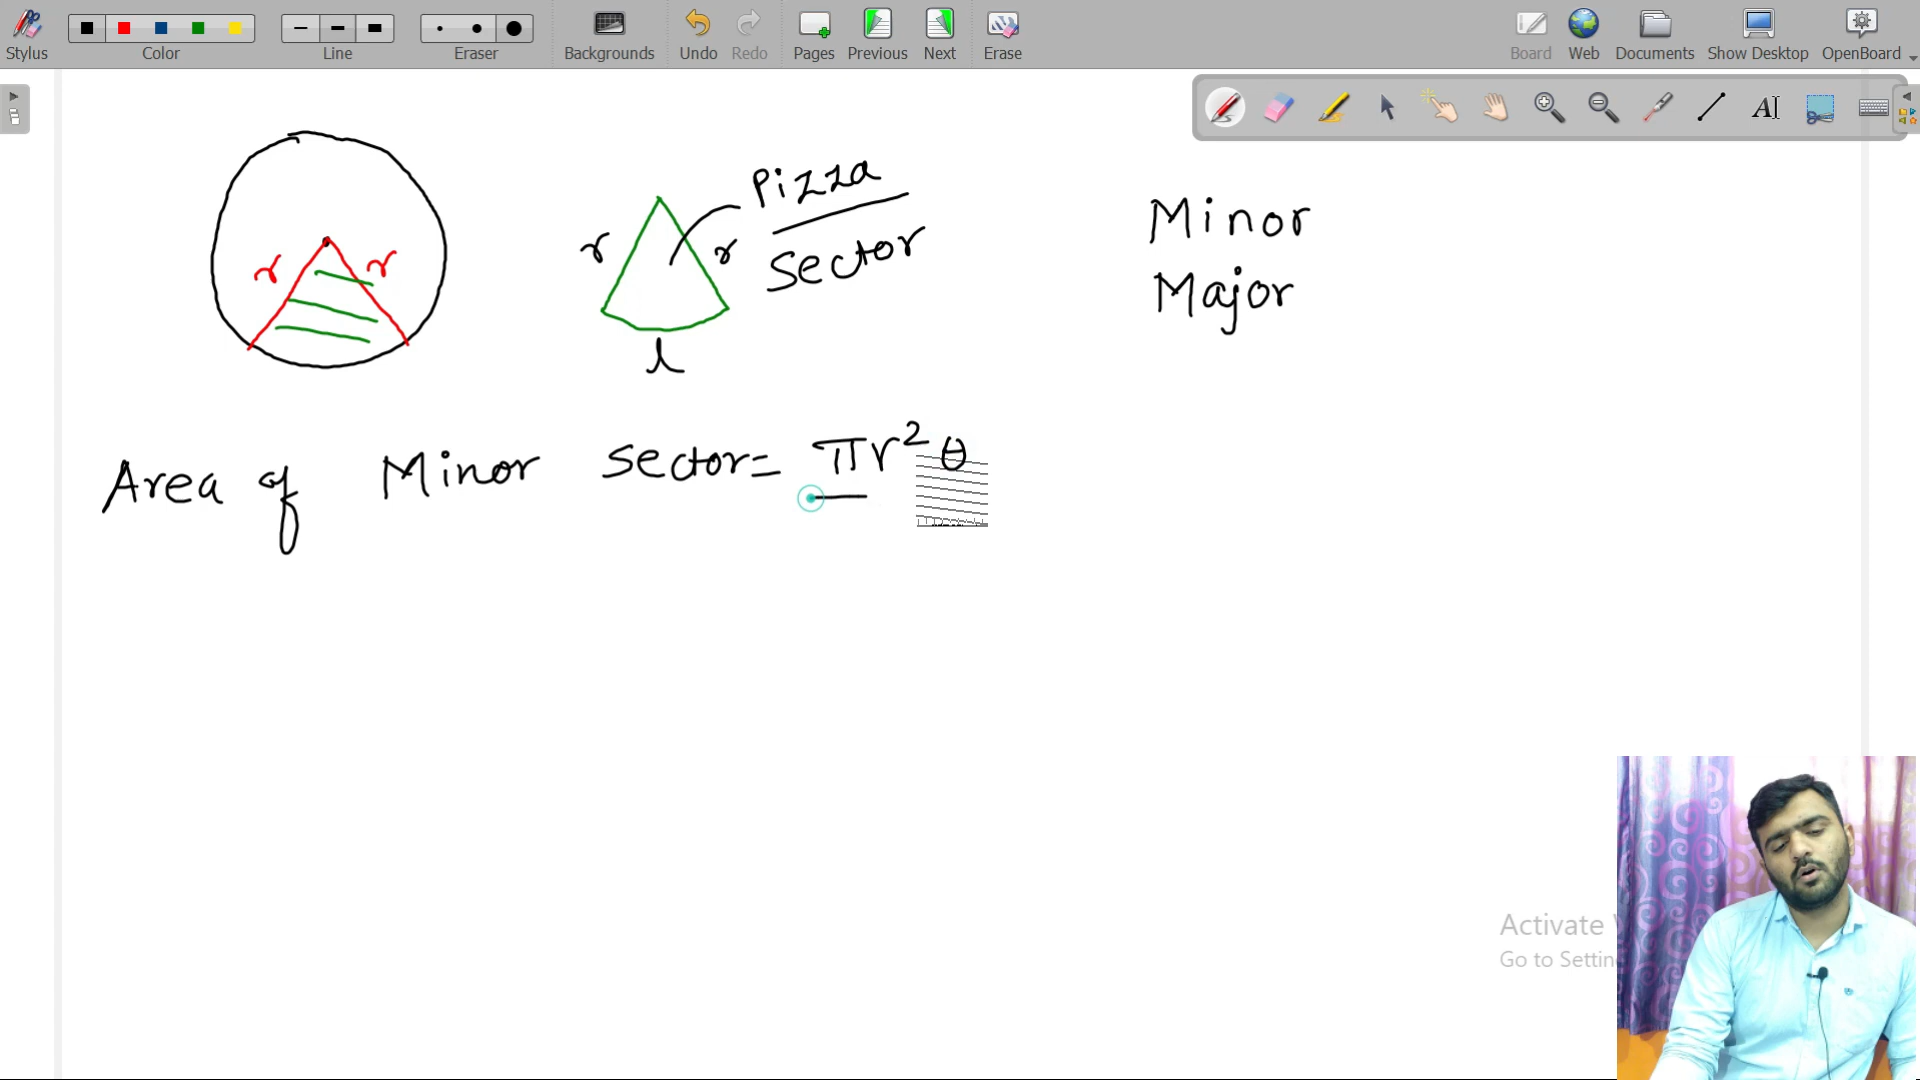 Stylus
Color
Line
Eraser
Backgrounds
Undo
Redo
Pages
Previous
Next
Erase
Board
Web
Documents
Show Desktop
OpenBoard
Pizza
Sector
r
r
r
r
l
Minor
Major
Area of Minor sector= πr² θ
Activate
Go to Settin